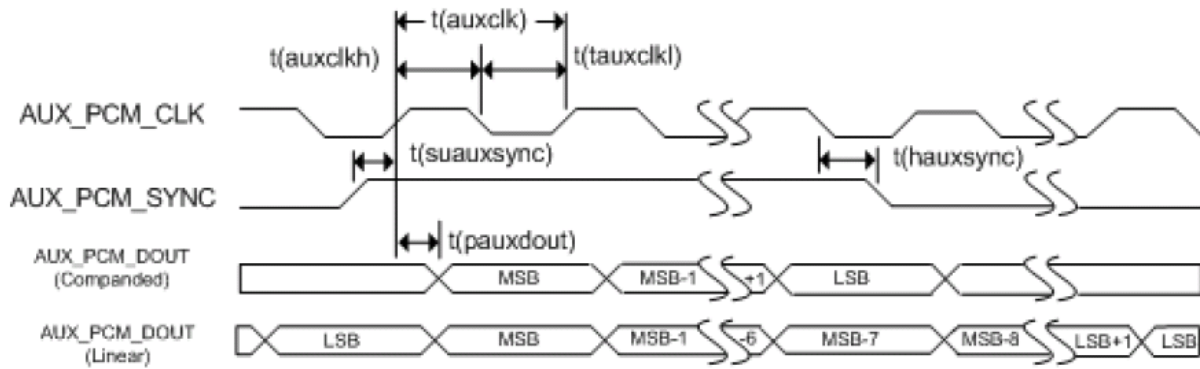 t(auxclk)
t(auxclkh)
t(tauxclkl)
AUX_PCM_CLK
t(suauxsync)
t(hauxsync)
AUX_PCM_SYNC
t(pauxdout)
AUX_PCM_DOUT
(Companded)
MSB MSB-1 +1 LSB
AUX_PCM_DOUT
(Linear)
LSB MSB MSB-1 -6 MSB-7 MSB-8 LSB+1 LSB